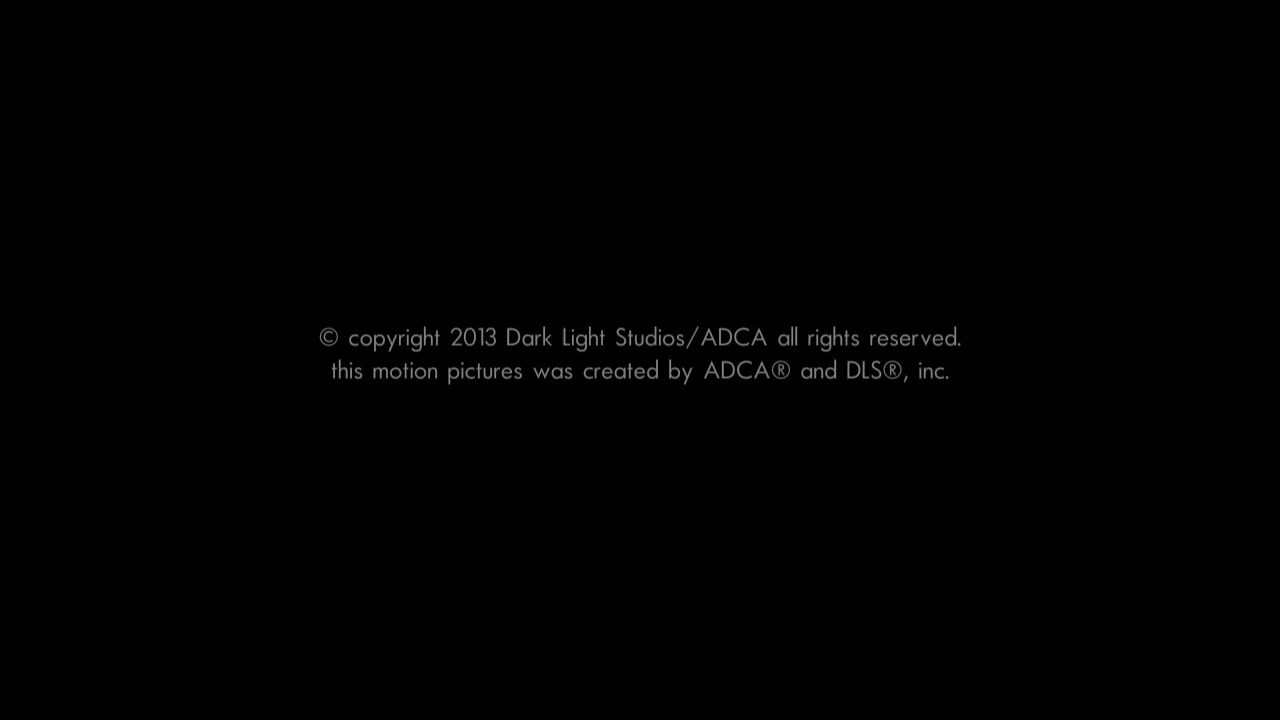 © copyright 2013 Dark Light Studios/ADCA all rights reserved.
this motion pictures was created by ADCA® and DLS®, inc.